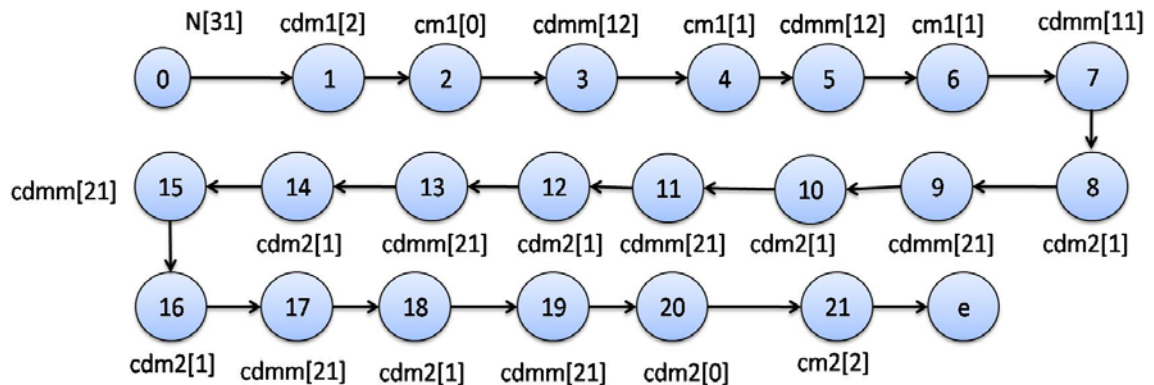 N[31] cdm1[2] cm1[0] cdmm[12] cm1[1] cdmm[12] cm1[1] cdmm[11]
0 1 2 3 4 5 6 7
cdmm[21] 15 14 13 12 11 10 9 8
cdm2[1] cdmm[21] cdm2[1] cdmm[21] cdm2[1] cdmm[21] cdm2[1]
16 17 18 19 20 21 e
cdm2[1] cdmm[21] cdm2[1] cdmm[21] cdm2[0] cm2[2]